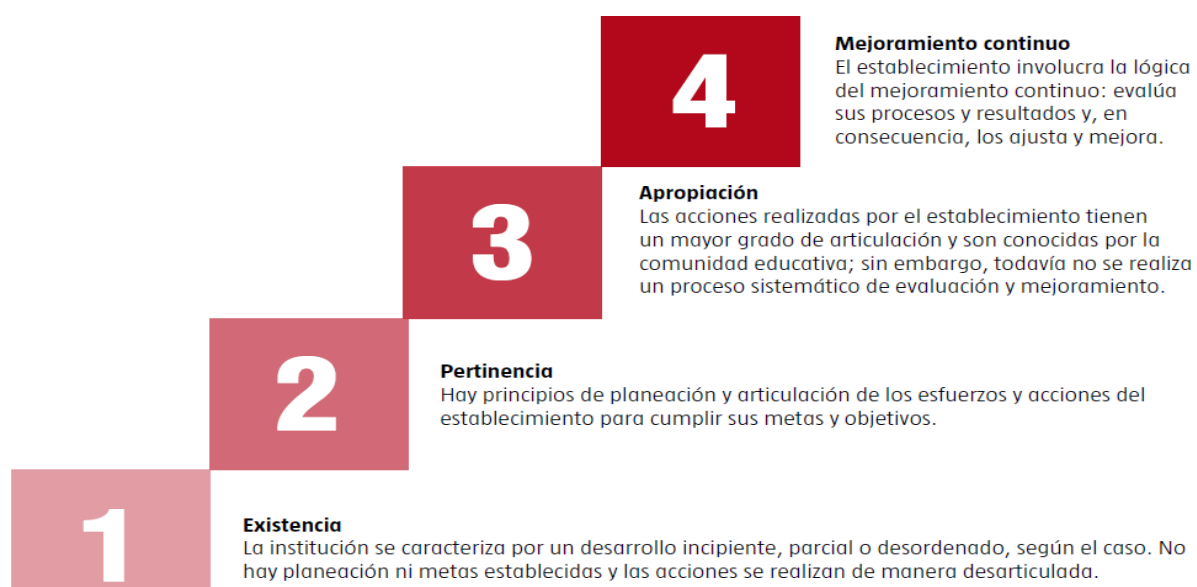 4
Mejoramiento continuo
El establecimiento involucra la lógica
del mejoramiento continuo: evalúa
sus procesos y resultados y, en
consecuencia, los ajusta y mejora.
3
Apropiación
Las acciones realizadas por el establecimiento tienen
un mayor grado de articulación y son conocidas por la
comunidad educativa; sin embargo, todavía no se realiza
un proceso sistemático de evaluación y mejoramiento.
2
Pertinencia
Hay principios de planeación y articulación de los esfuerzos y acciones del
establecimiento para cumplir sus metas y objetivos.
1
Existencia
La institución se caracteriza por un desarrollo incipiente, parcial o desordenado, según el caso. No
hay planeación ni metas establecidas y las acciones se realizan de manera desarticulada.